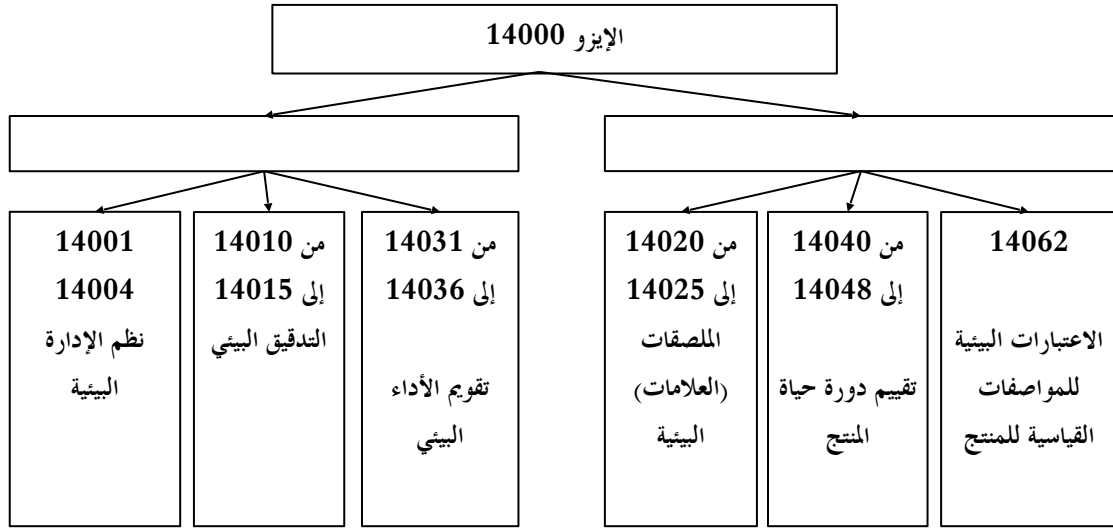 الإيزو 14000
14062
الاعتبارات البيئية
للمواصفات
القياسية للمنتج
من 14040
إلى 14048
تقييم دورة حياة
المنتج
من 14020
إلى 14025
الملصقات
(العلامات)
البيئية
من 14031
إلى 14036
تقويم الأداء
البيئي
من 14010
إلى 14015
التدقيق البيئي
14001
14004
نظم الإدارة
البيئية